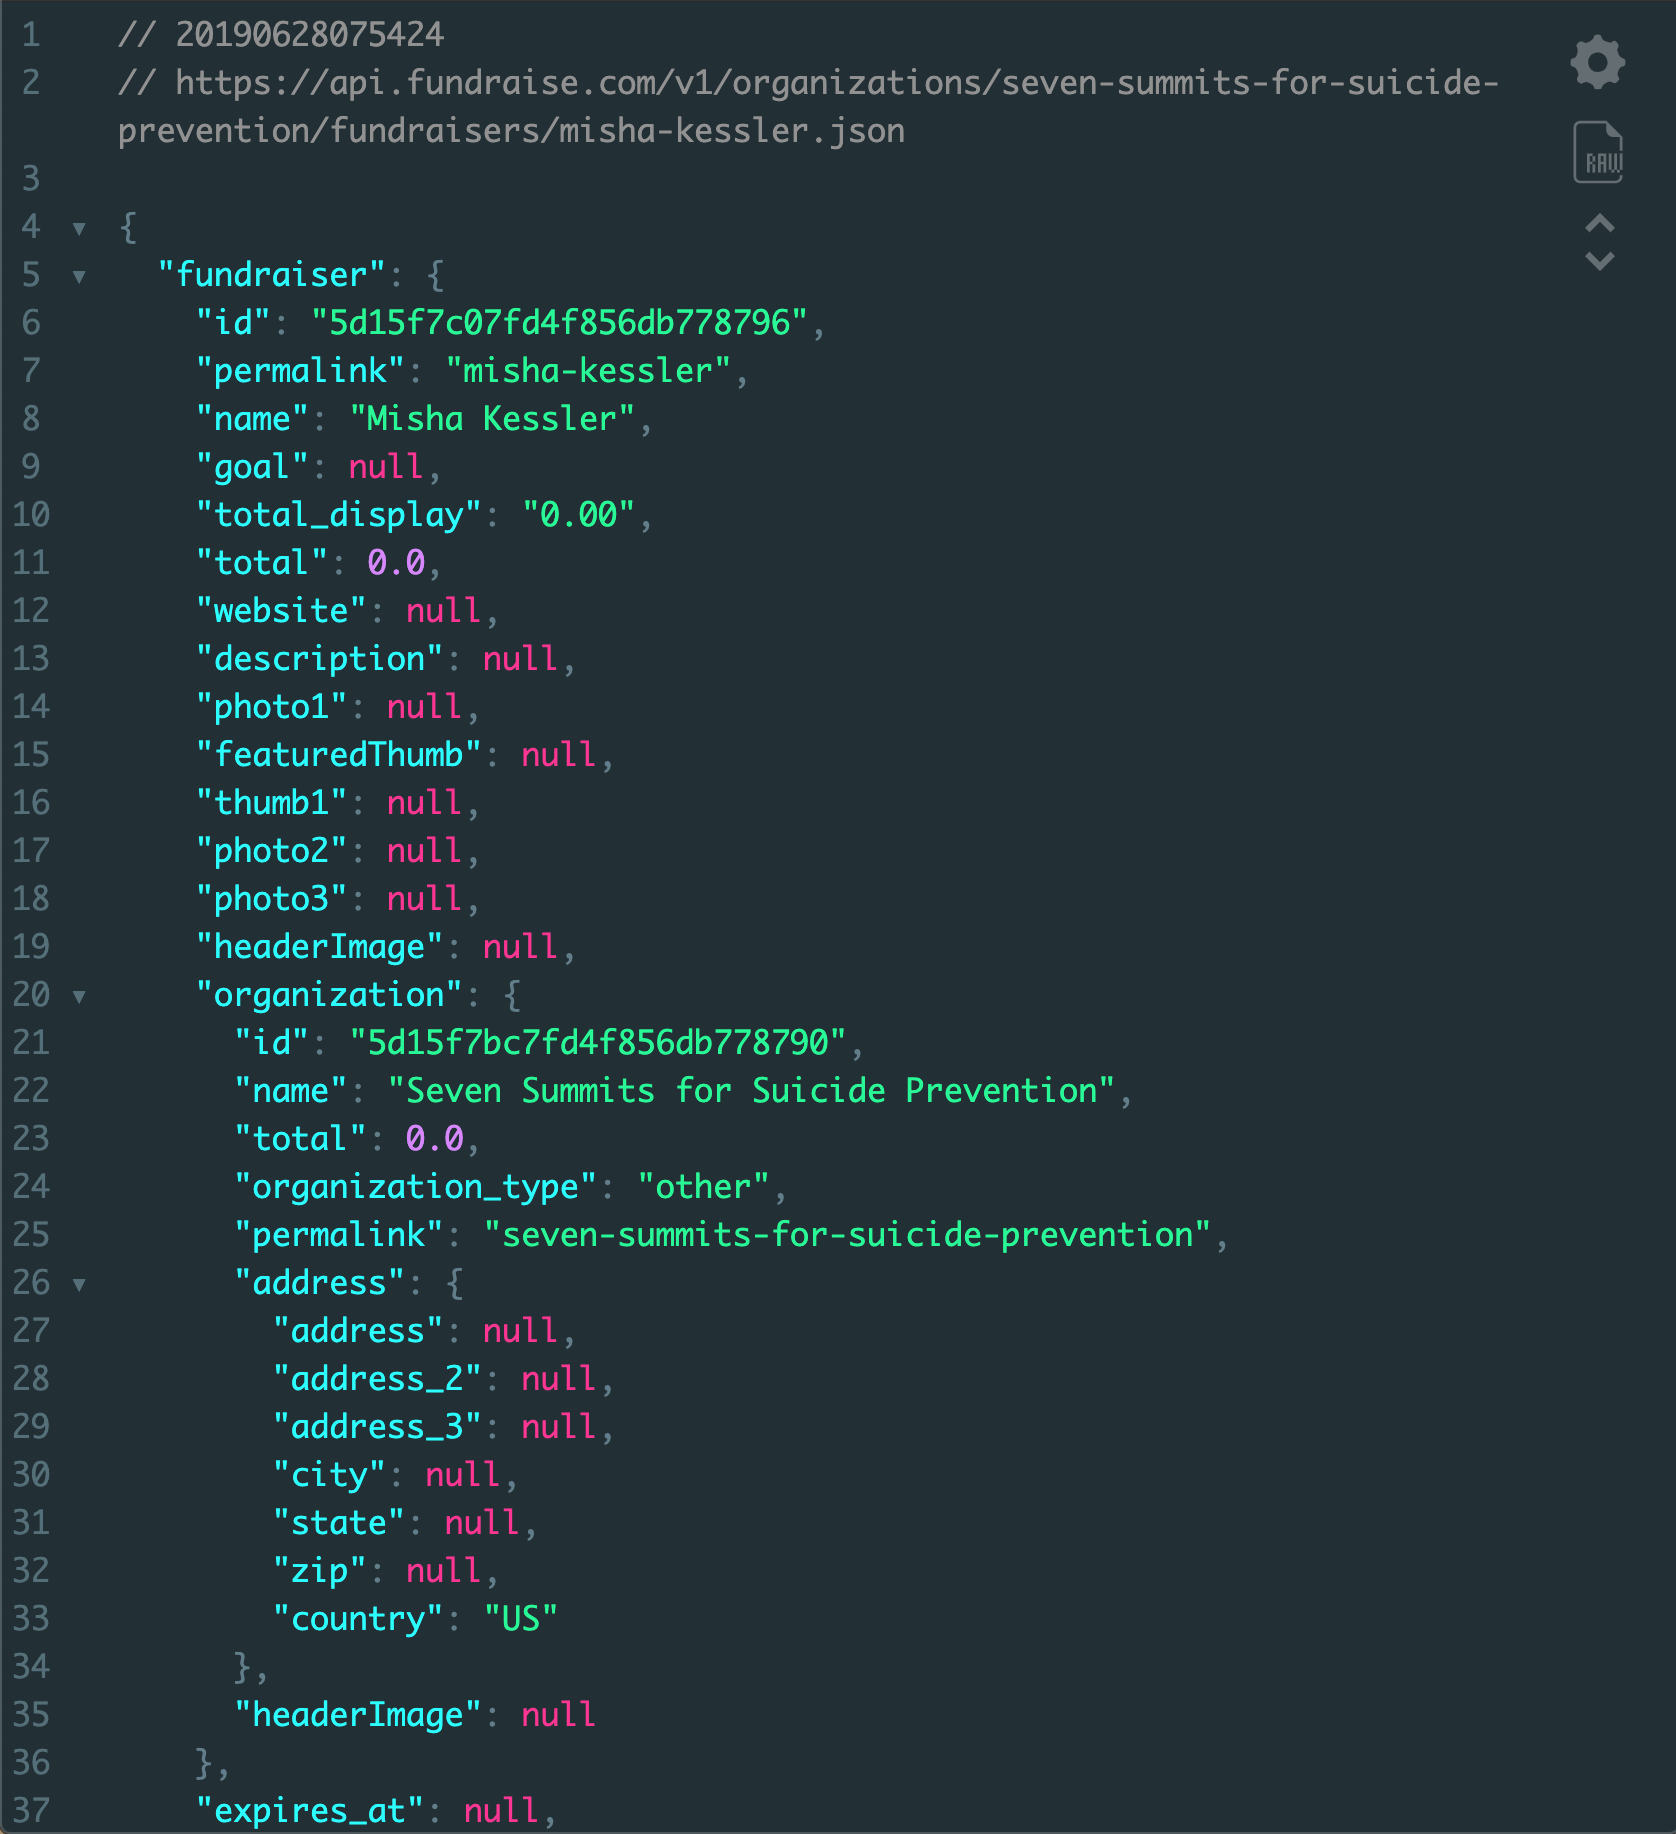 1 // 20190628075424
2 // https://api.fundraise.com/v1/organizations/seven-summits-for-suicide-
prevention/fundraisers/misha-kessler.json
3
4 ▼ {
5 ▼ "fundraiser": {
6 "id": "5d15f7c07fd4f856db778796",
7 "permalink": "misha-kessler",
8 "name": "Misha Kessler",
9 "goal": null,
10 "total_display": "0.00",
11 "total": 0.0,
12 "website": null,
13 "description": null,
14 "photo1": null,
15 "featuredThumb": null,
16 "thumb1": null,
17 "photo2": null,
18 "photo3": null,
19 "headerImage": null,
20 ▼ "organization": {
21 "id": "5d15f7bc7fd4f856db778790",
22 "name": "Seven Summits for Suicide Prevention",
23 "total": 0.0,
24 "organization_type": "other",
25 "permalink": "seven-summits-for-suicide-prevention",
26 ▼ "address": {
27 "address": null,
28 "address_2": null,
29 "address_3": null,
30 "city": null,
31 "state": null,
32 "zip": null,
33 "country": "US"
34 },
35 "headerImage": null
36 },
37 "expires_at": null,
RAW